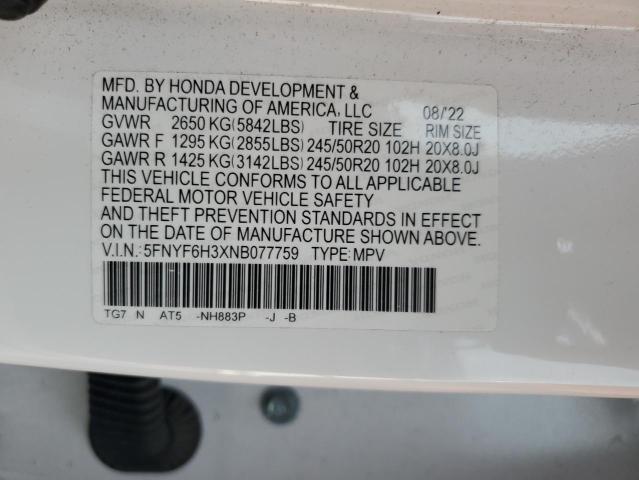 MFD. BY HONDA DEVELOPMENT &
MANUFACTURING OF AMERICA, LLC 08/'22
GVWR 2650 KG(5842LBS) TIRE SIZE RIM SIZE
GAWR F 1295 KG(2855LBS) 245/50R20 102H 20X8.0J
GAWR R 1425 KG(3142LBS) 245/50R20 102H 20X8.0J
THIS VEHICLE CONFORMS TO ALL APPLICABLE
FEDERAL MOTOR VEHICLE SAFETY
AND THEFT PREVENTION STANDARDS IN EFFECT
ON THE DATE OF MANUFACTURE SHOWN ABOVE.
V.I.N.:5FNYF6H3XNB077759 TYPE:MPV
TG7 N AT5 -NH883P -J -B